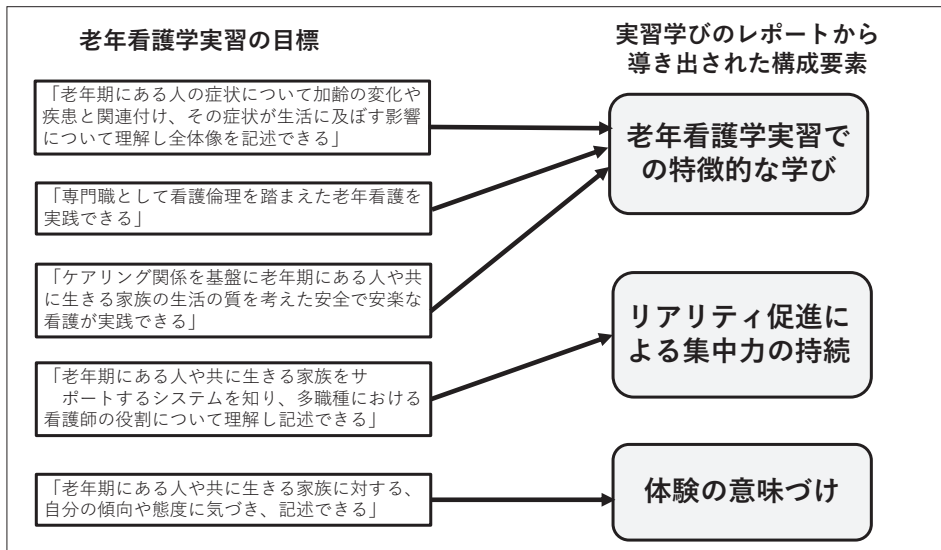 老年看護学実習の目標
「老年期にある人の症状について加齢の変化や
疾患と関連付け、その症状が生活に及ぼす影響
について理解し全体像を記述できる」
「専門職として看護倫理を踏まえた老年看護を
実践できる」
「ケアリング関係を基盤に老年期にある人や共
に生きる家族の生活の質を考えた安全で安楽な
看護が実践できる」
「老年期にある人や共に生きる家族をサ
ポートするシステムを知り、多職種における
看護師の役割について理解し記述できる」
「老年期にある人や共に生きる家族に対する、
自分の傾向や態度に気づき、記述できる」
実習学びのレポートから
導き出された構成要素
老年看護学実習で
の特徴的な学び
リアリティ促進に
よる集中力の持続
体験の意味づけ